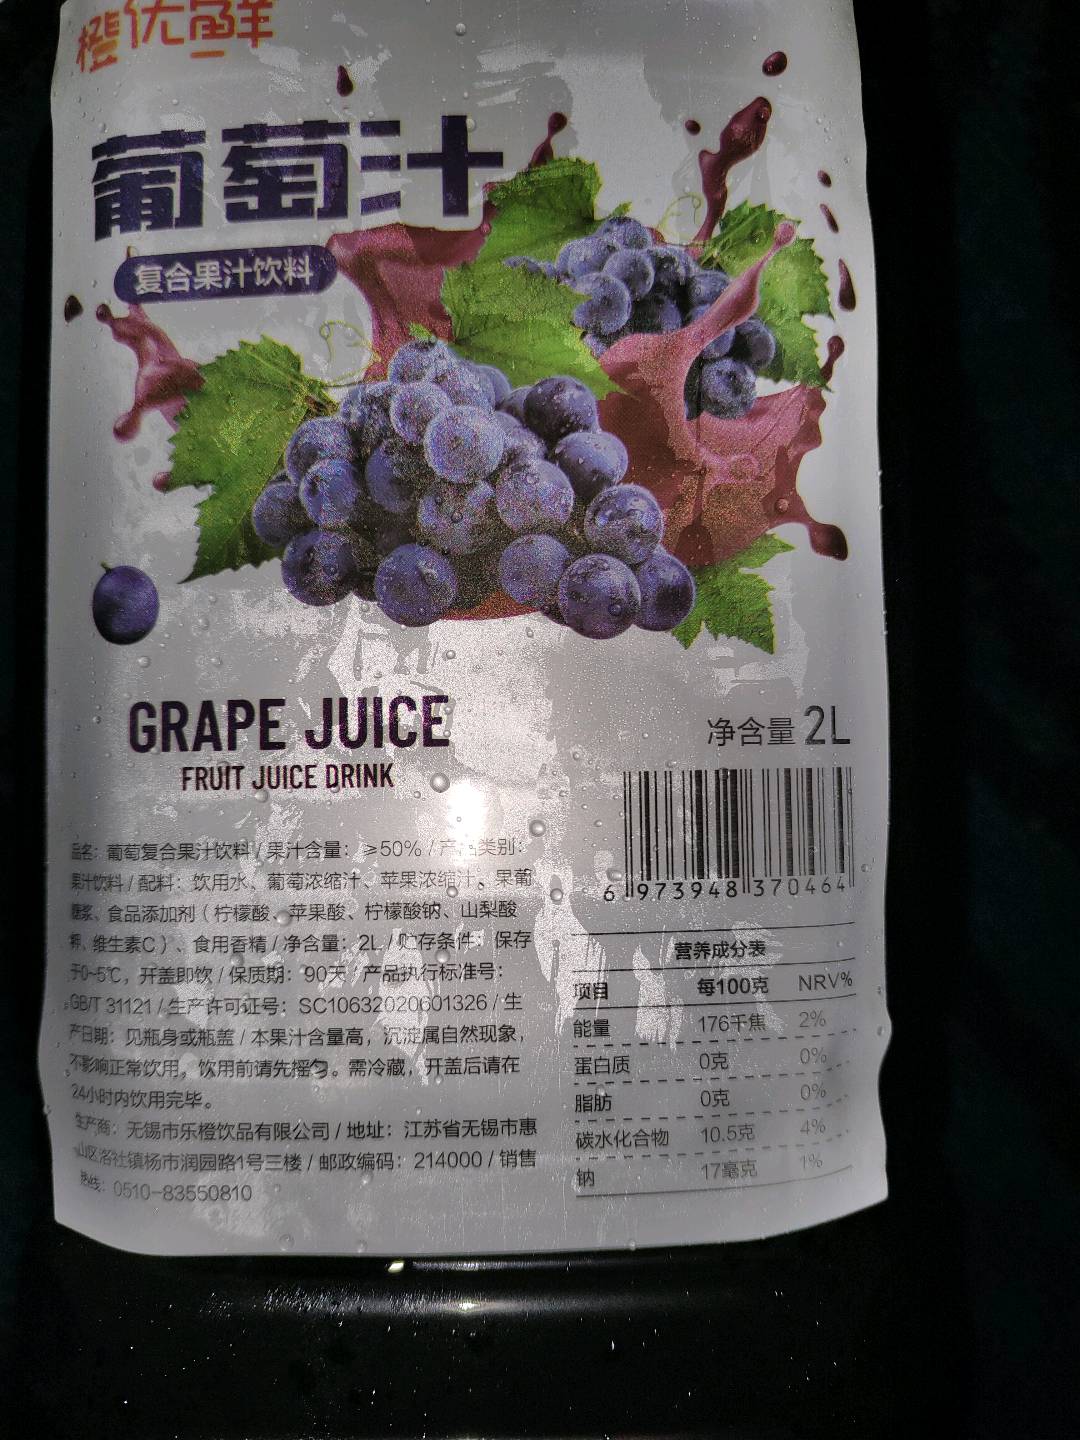 橙优鲜
葡萄汁
复合果汁饮料
GRAPE JUICE
FRUIT JUICE DRINK
净含量 2L
6 973948 370464
品名：葡萄复合果汁饮料 / 果汁含量：≥50% / 产品类别：
果汁饮料 / 配料：饮用水、葡萄浓缩汁、苹果浓缩汁、果葡
糖浆、食品添加剂（柠檬酸、苹果酸、柠檬酸钠、山梨酸
钾、维生素C）、食用香精 / 净含量：2L / 贮存条件：保存
于0~5℃，开盖即饮 / 保质期：90天 / 产品执行标准号：
GB/T 31121 / 生产许可证号：SC10632020601326 / 生
产日期：见瓶身或瓶盖 / 本果汁含量高，沉淀属自然现象，
不影响正常饮用，饮用前请先摇匀。需冷藏，开盖后请在
24小时内饮用完毕。
生产商：无锡市乐橙饮品有限公司 / 地址：江苏省无锡市惠
山区洛社镇杨市润园路1号三楼 / 邮政编码：214000 / 销售
热线：0510-83550810
营养成分表
项目 每100克 NRV%
能量 176千焦 2%
蛋白质 0克 0%
脂肪 0克 0%
碳水化合物 10.5克 4%
钠 17毫克 1%